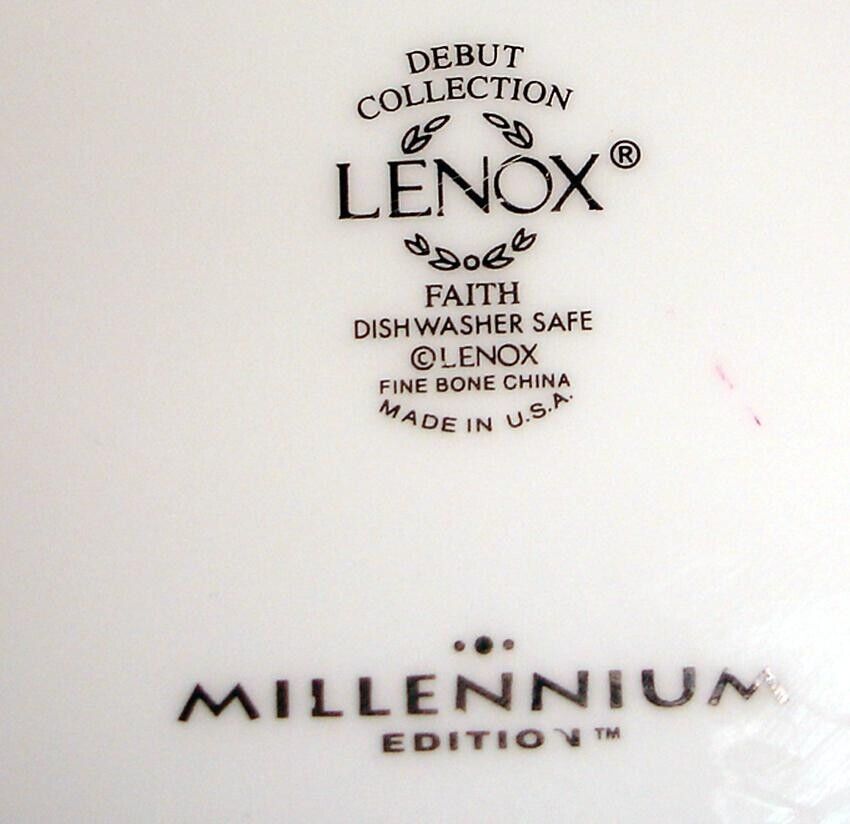 DEBUT
COLLECTION
LENOX®
FAITH
DISHWASHER SAFE
©LENOX
FINE BONE CHINA
MADE IN U.S.A.
MILLENNIUM
EDITION™